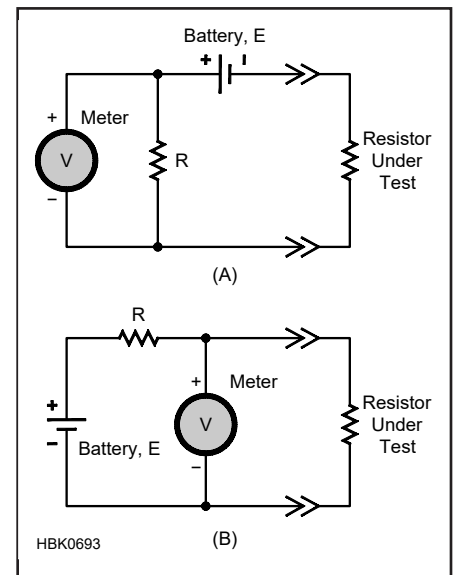 Battery, E
+ -
+ Meter
V
R
Resistor
Under
Test
-
(A)
R
+ Meter
+
V
Resistor
Under
Test
-
Battery, E
-
(B)
HBK0693